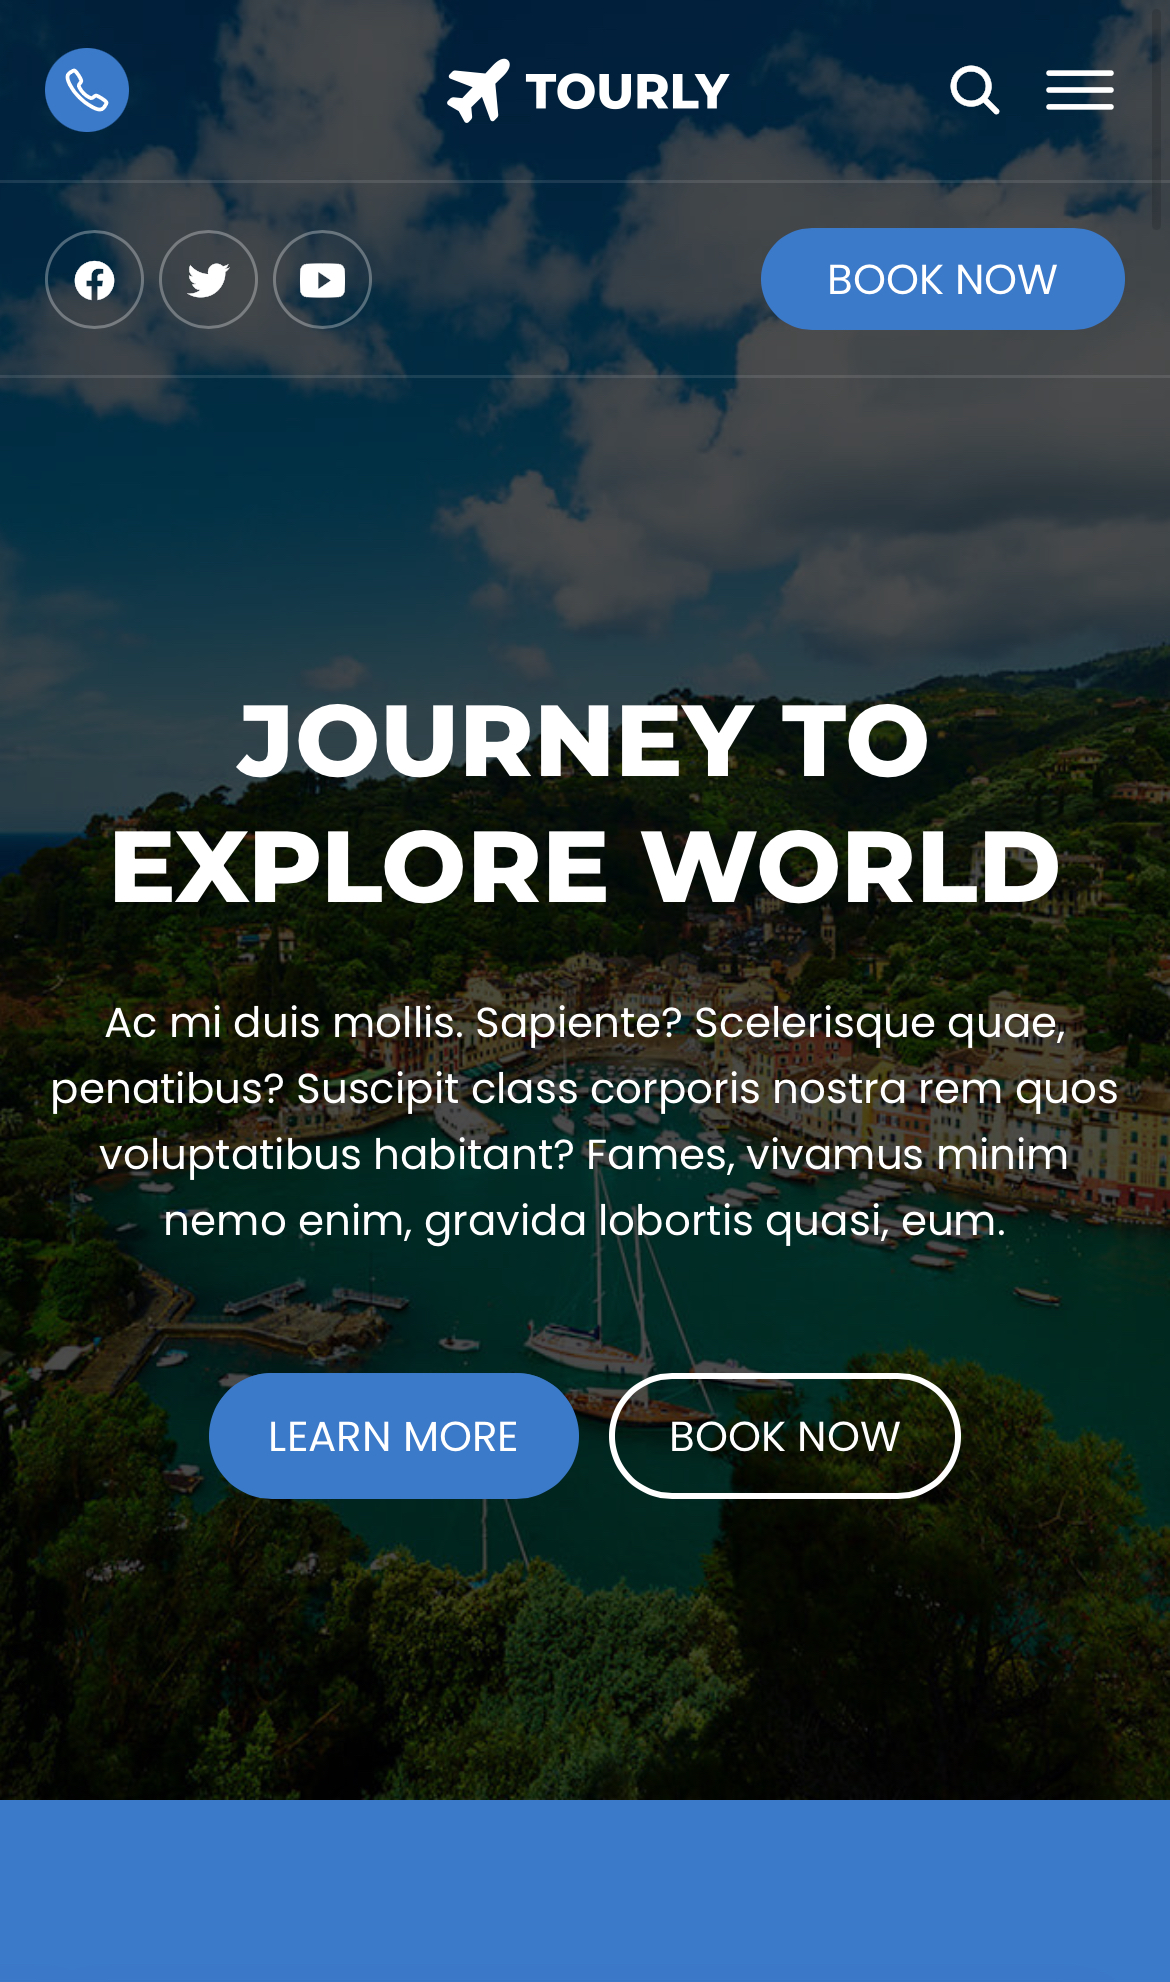 TOURLY
BOOK NOW
JOURNEY TO
EXPLORE WORLD
Ac mi duis mollis. Sapiente? Scelerisque quae,
penatibus? Suscipit class corporis nostra rem quos
voluptatibus habitant? Fames, vivamus minim
nemo enim, gravida lobortis quasi, eum.
LEARN MORE
BOOK NOW